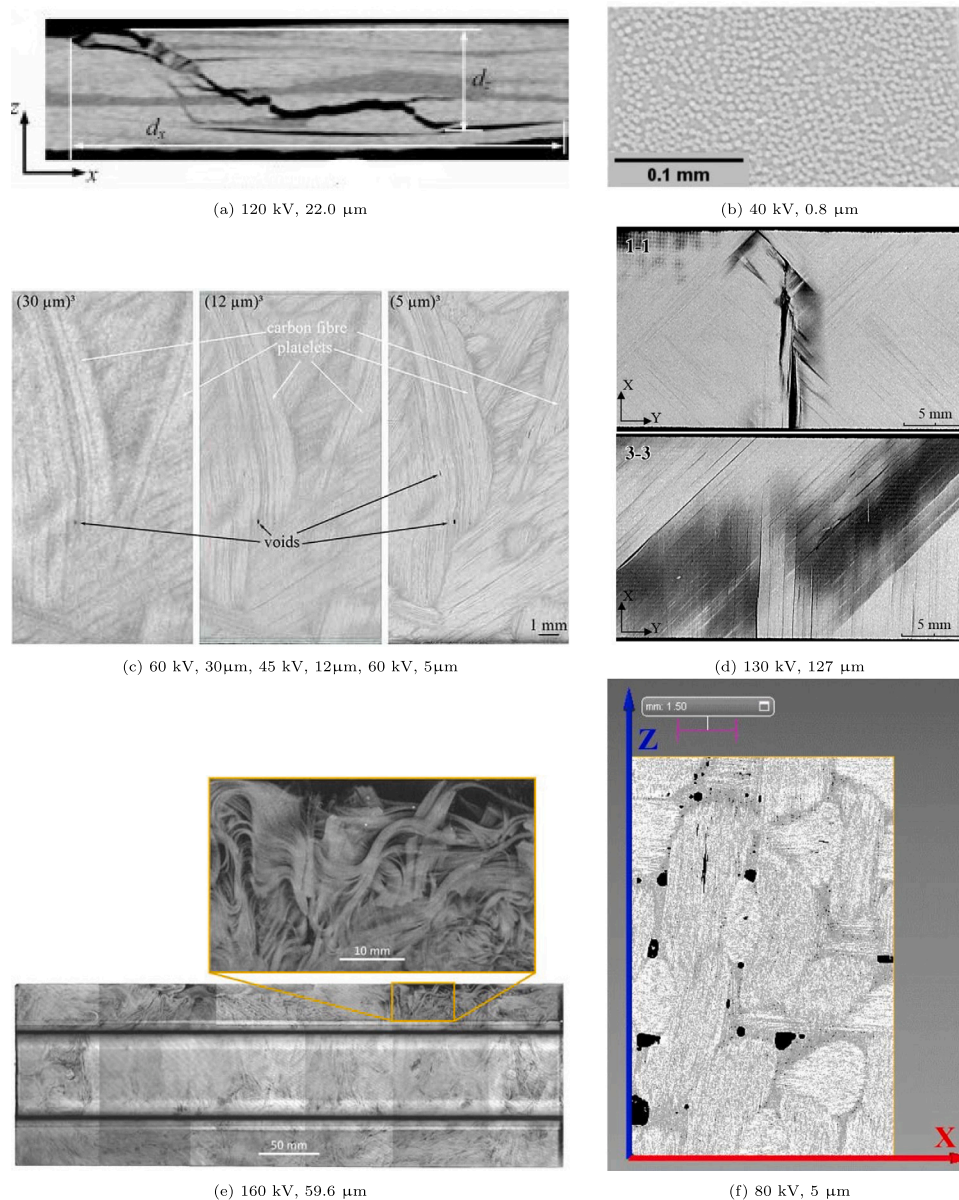 z
d_x
d_z
x
(a) 120 kV, 22.0 μm
0.1 mm
(b) 40 kV, 0.8 μm
(30 μm)³
(12 μm)³
(5 μm)³
carbon fibre
platelets
voids
1 mm
(c) 60 kV, 30μm, 45 kV, 12μm, 60 kV, 5μm
1-1
X
Y
5 mm
3-3
X
Y
5 mm
(d) 130 kV, 127 μm
10 mm
50 mm
(e) 160 kV, 59.6 μm
mm: 1.50
Z
X
(f) 80 kV, 5 μm